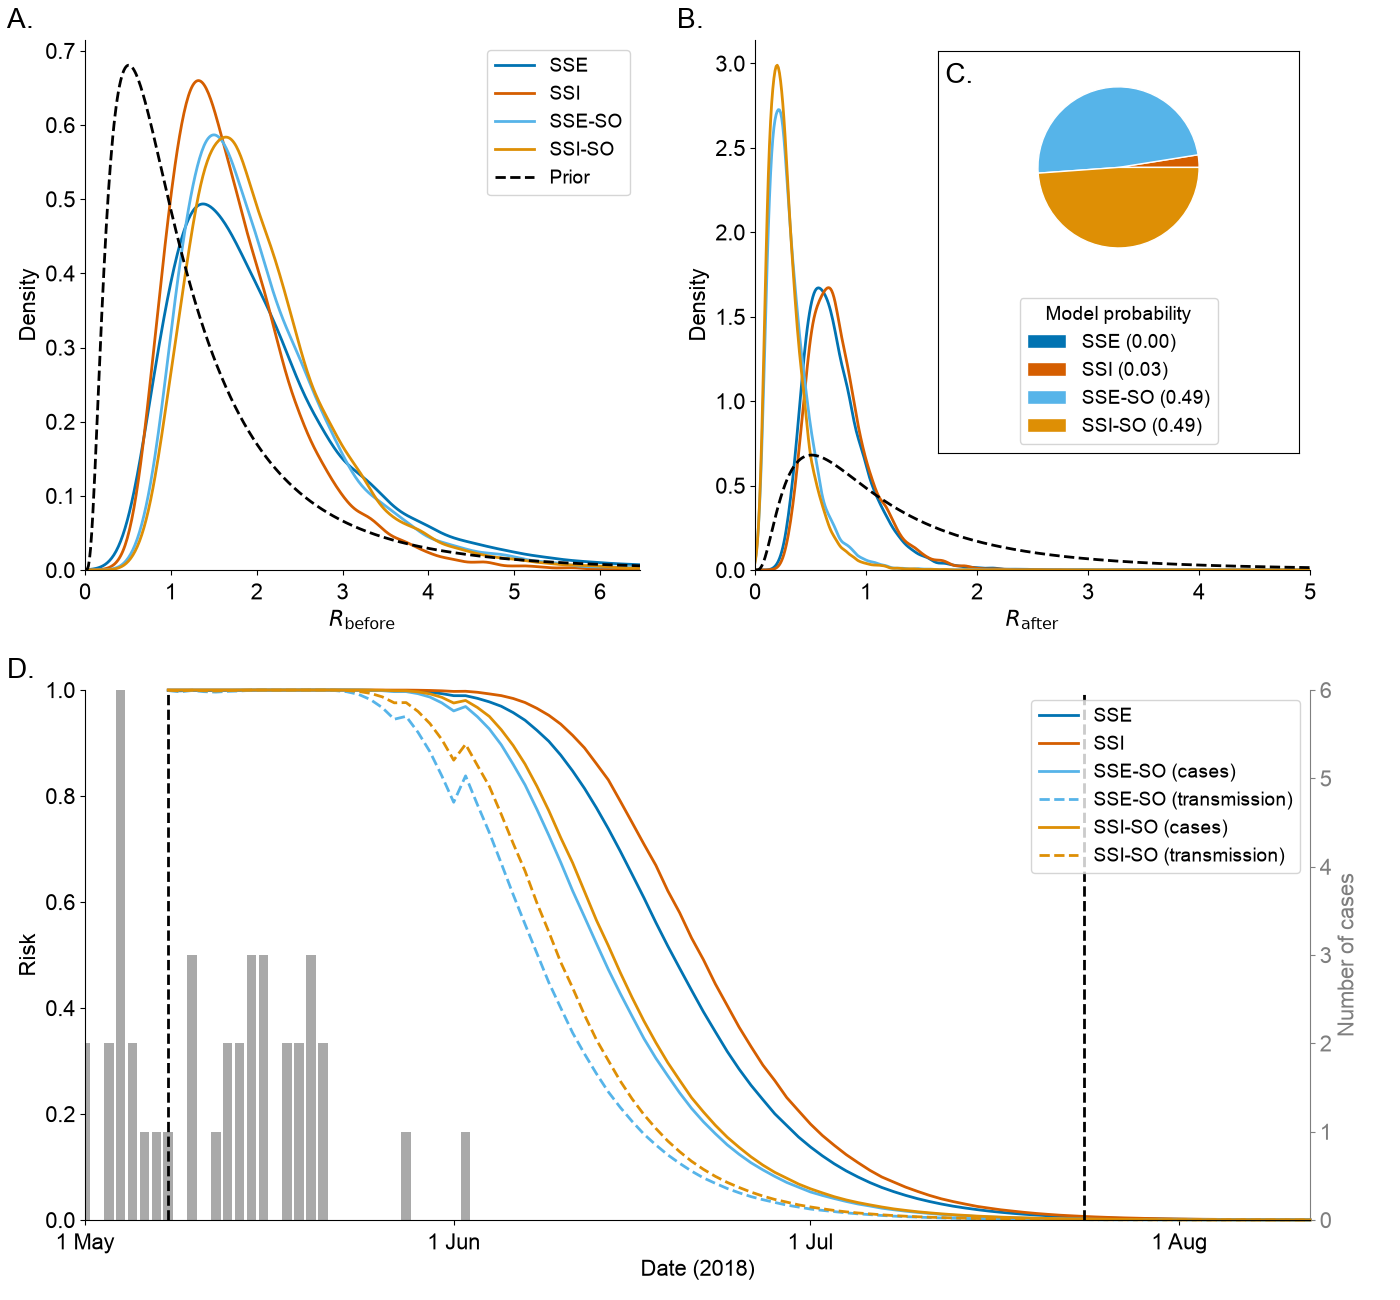 A.
0.7
0.6
0.5
0.4
0.3
0.2
0.1
0.0
Density
0
1
2
3
4
5
6
R before
SSE
SSI
SSE-SO
SSI-SO
Prior
B.
3.0
2.5
2.0
1.5
1.0
0.5
0.0
Density
0
1
2
3
4
5
R after
C.
Model probability
SSE (0.00)
SSI (0.03)
SSE-SO (0.49)
SSI-SO (0.49)
D.
1.0
0.8
0.6
0.4
0.2
0.0
Risk
1 May
1 Jun
1 Jul
1 Aug
Date (2018)
SSE
SSI
SSE-SO (cases)
SSE-SO (transmission)
SSI-SO (cases)
SSI-SO (transmission)
6
5
4
3
2
1
0
Number of cases